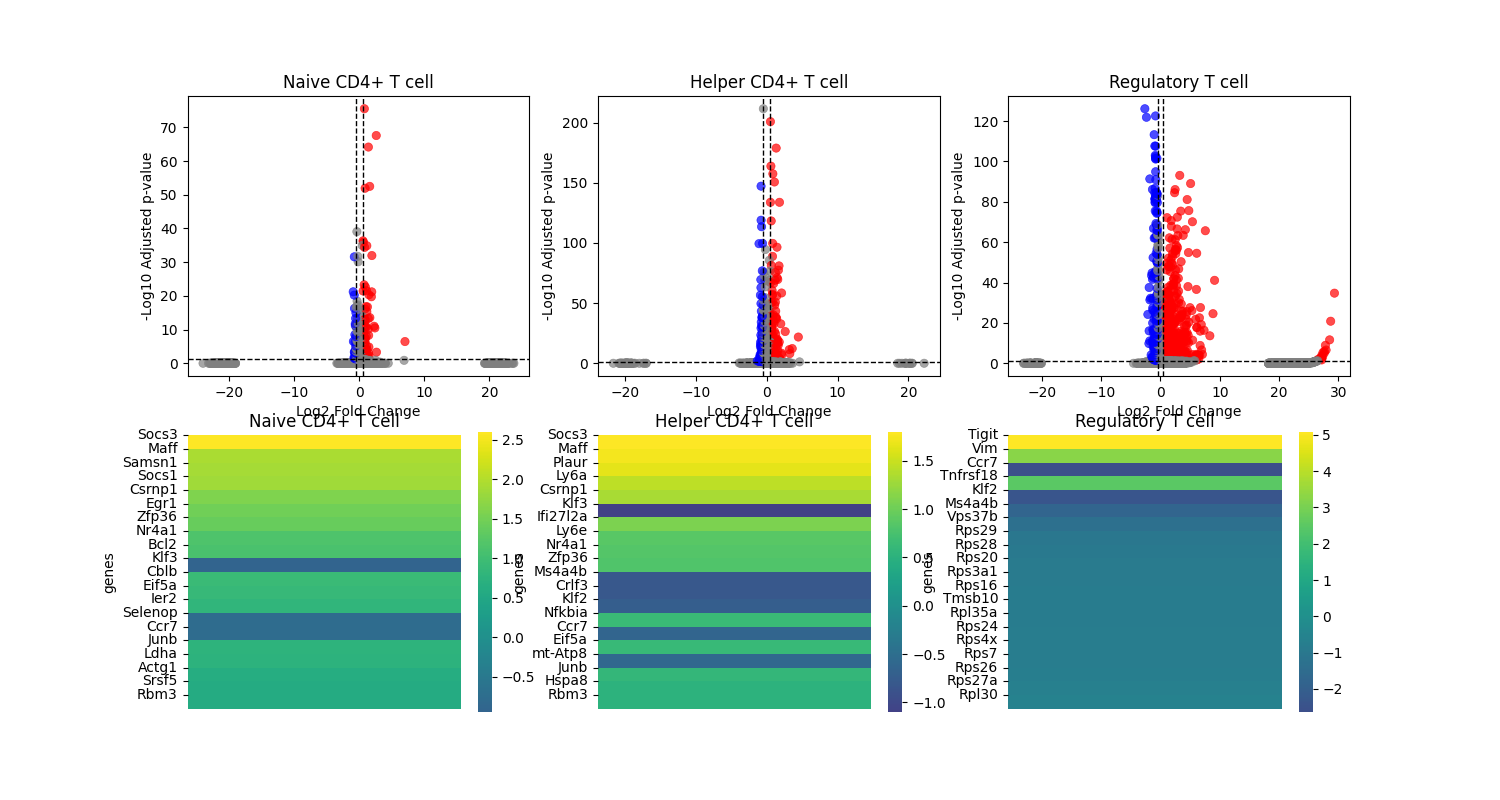 Naive CD4+ T cell
Helper CD4+ T cell
Regulatory T cell
-Log10 Adjusted p-value
70
60
50
40
30
20
10
0
−20
−10
0
10
20
Log2 Fold Change
-Log10 Adjusted p-value
200
150
100
50
0
−20
−10
0
10
20
Log2 Fold Change
-Log10 Adjusted p-value
120
100
80
60
40
20
0
−20
−10
0
10
20
30
Log2 Fold Change
Naive CD4+ T cell
genes
Socs3
Maff
Samsn1
Socs1
Csrnp1
Egr1
Zfp36
Nr4a1
Bcl2
Klf3
Cblb
Eif5a
Ier2
Selenop
Ccr7
Junb
Ldha
Actg1
Srsf5
Rbm3
2.5
2.0
1.5
1.0
0.5
0.0
−0.5
Helper CD4+ T cell
genes
Socs3
Maff
Plaur
Ly6a
Csrnp1
Klf3
Ifi27l2a
Ly6e
Nr4a1
Zfp36
Ms4a4b
Crlf3
Klf2
Nfkbia
Ccr7
Eif5a
mt-Atp8
Junb
Hspa8
Rbm3
1.5
1.0
0.5
0.0
−0.5
−1.0
Regulatory T cell
genes
Tigit
Vim
Ccr7
Tnfrsf18
Klf2
Ms4a4b
Vps37b
Rps29
Rps28
Rps20
Rps3a1
Rps16
Tmsb10
Rpl35a
Rps24
Rps4x
Rps7
Rps26
Rps27a
Rpl30
5
4
3
2
1
0
−1
−2